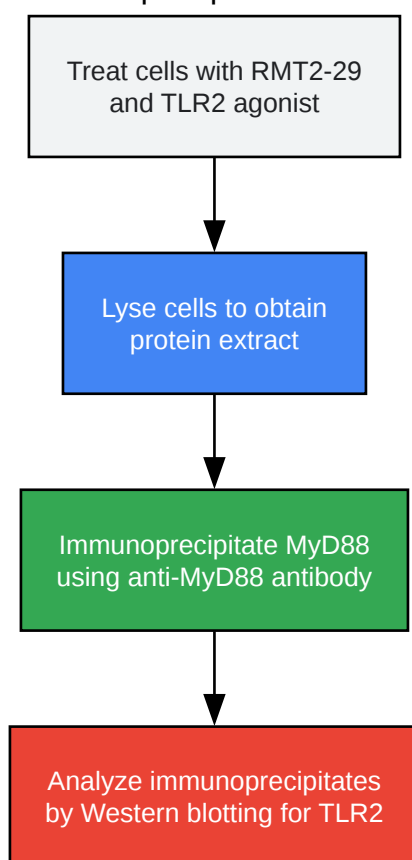 Treat cells with RMT2-29
and TLR2 agonist
Lyse cells to obtain
protein extract
Immunoprecipitate MyD88
using anti-MyD88 antibody
Analyze immunoprecipitates
by Western blotting for TLR2